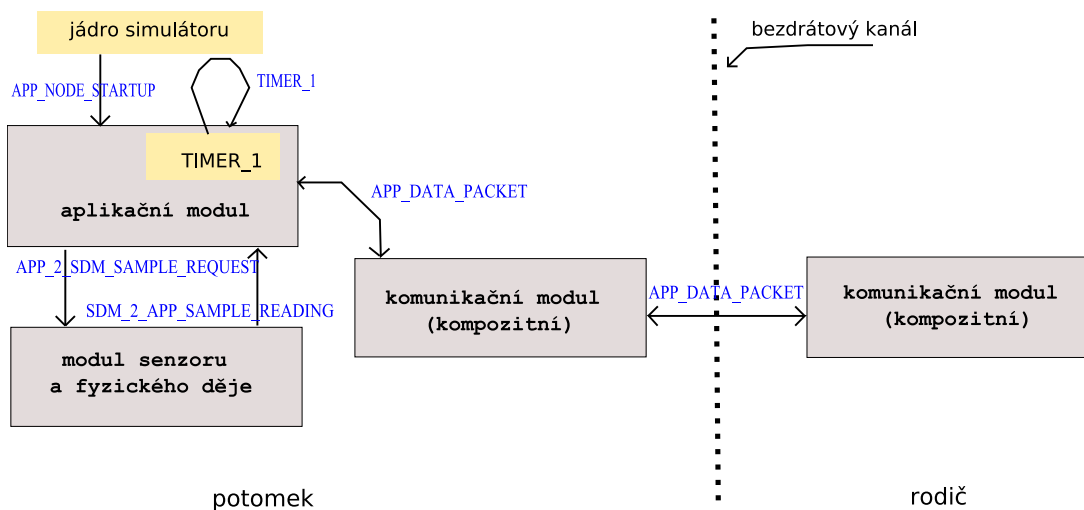 jádro simulátoru
bezdrátový kanál
APP_NODE_STARTUP
TIMER_1
TIMER_1
aplikační modul
APP_DATA_PACKET
APP_2_SDM_SAMPLE_REQUEST
SDM_2_APP_SAMPLE_READING
komunikační modul
(kompozitní)
APP_DATA_PACKET
komunikační modul
(kompozitní)
modul senzoru
a fyzického děje
potomek
rodič